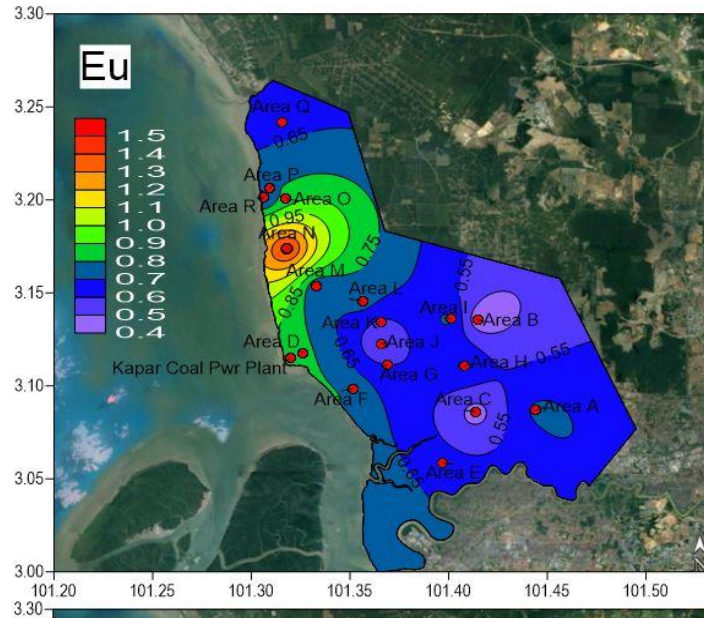 3.30
Eu
3.25
Area Q
0.65
1.5
1.4
1.3
1.2
1.1
1.0
0.9
0.8
0.7
0.6
0.5
0.4
3.20
Area P
Area R
Area O
0.95
Area N
0.75
Area M
0.55
3.15
Area L
0.85
Area K
Area I
Area B
Area D
Area J
0.65
0.55
Kapar Coal Pwr Plant
Area G
Area H
3.10
Area F
Area C
0.55
Area A
0.65
Area E
3.05
N
3.00
101.20
101.25
101.30
101.35
101.40
101.45
101.50
3.30